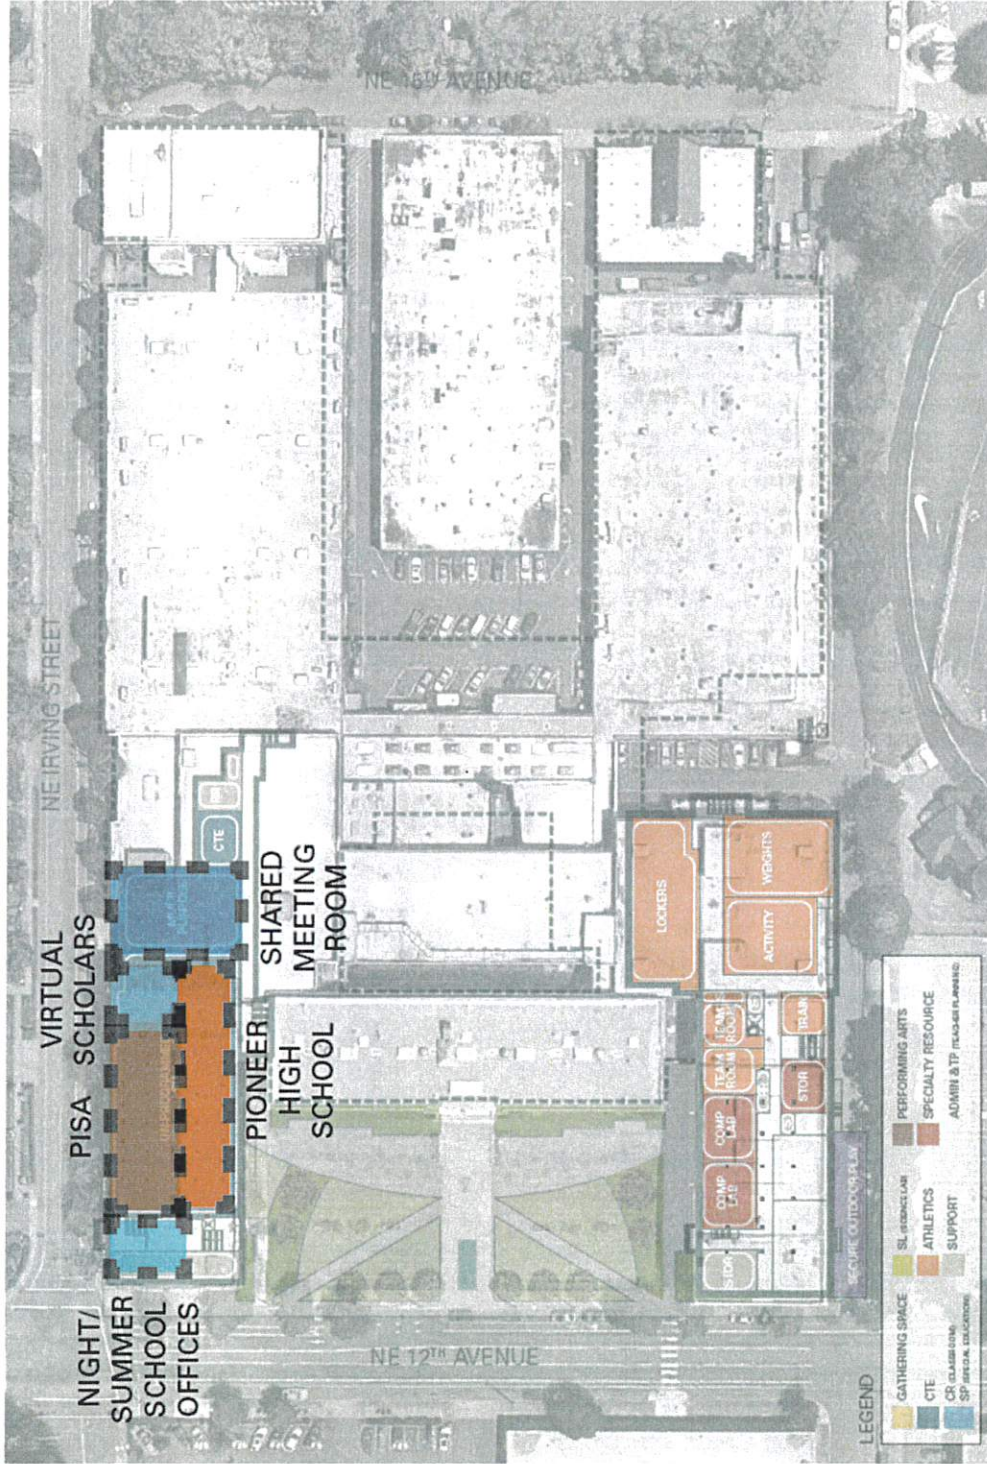 NE 16TH AVENUE
NE IRVING STREET
VIRTUAL
SCHOLARS
PISA
NIGHT/
SUMMER
SCHOOL
OFFICES
CTE
SHARED
MEETING
ROOM
PIONEER
HIGH
SCHOOL
LOCKERS
WEIGHTS
ACTIVITY
TEAM
ROOM
TEAM
ROOM
TRAIN
COMP
LAB
COMP
LAB
STOR
STOR
SECURE OUTDOOR PLAY
NE 12TH AVENUE
LEGEND
GATHERING SPACE
CTE
CR (CLASSROOM)
SP (SPECIAL EDUCATION)
SL (SCIENCE LAB)
ATHLETICS
SUPPORT
PERFORMING ARTS
SPECIALTY RESOURCE
ADMIN & TP (TEACHER PLANNING)
N